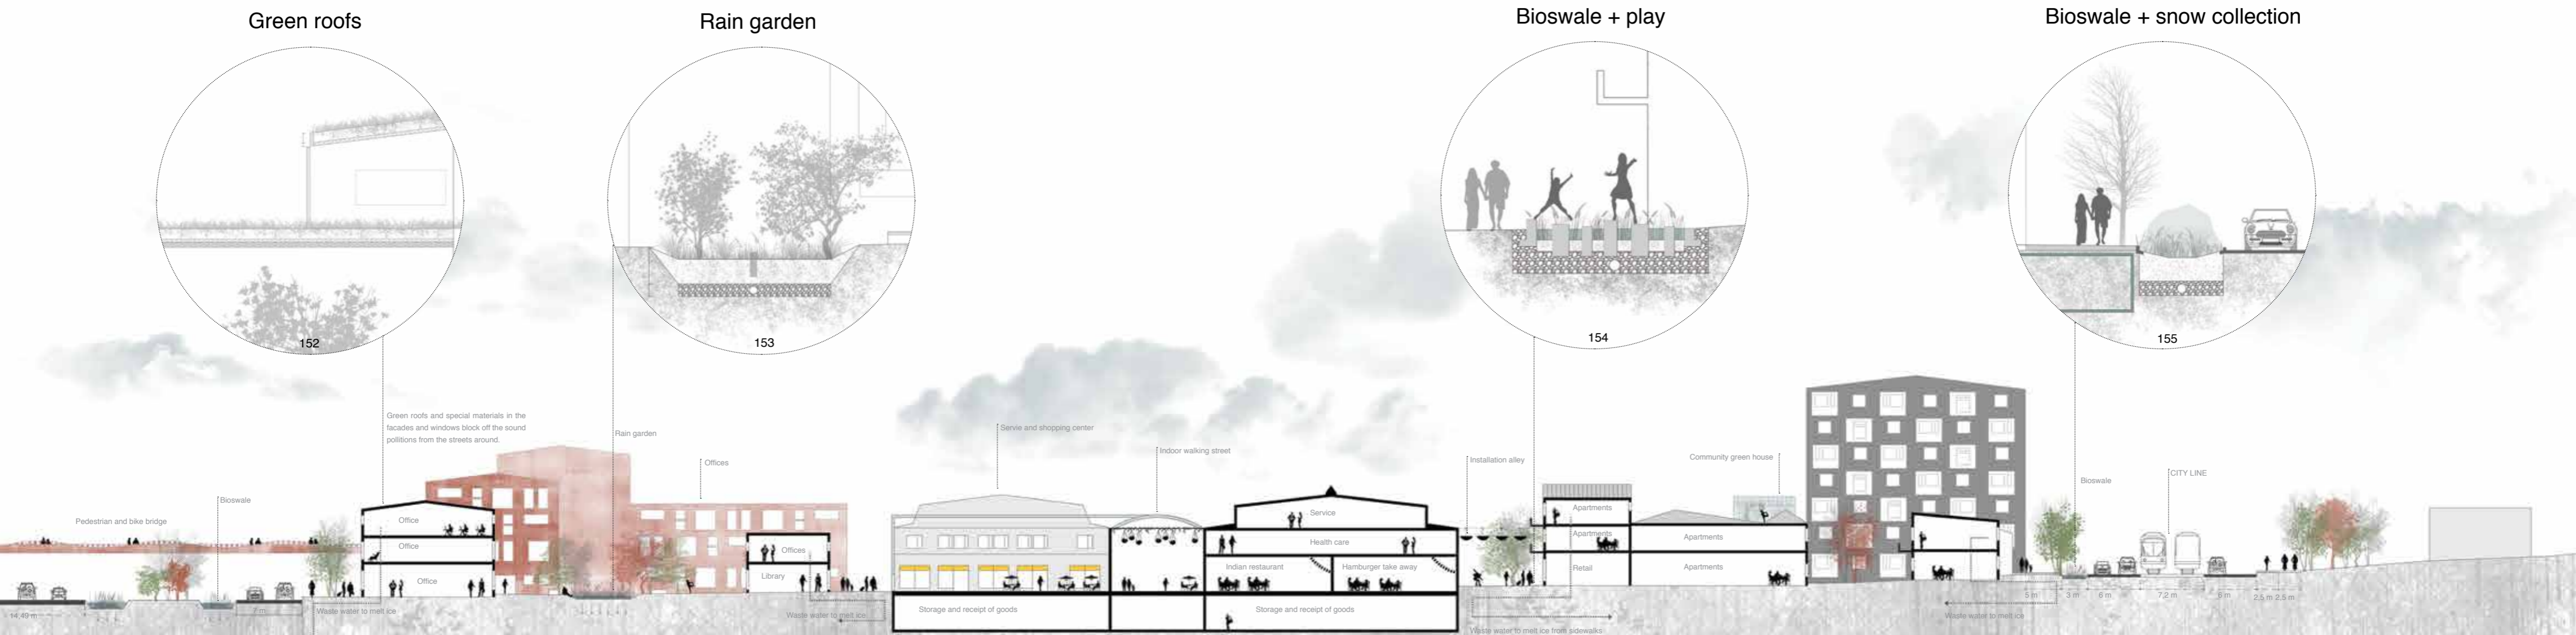 Green roofs
Rain garden
Bioswale + play
Bioswale + snow collection
152
153
154
155
Green roofs and special materials in the
facades and windows block off the sound
pollitions from the streets around.
Rain garden
Servie and shopping center
Indoor walking street
Installation alley
Community green house
Offices
Bioswale
CITY LINE
Bioswale
Pedestrian and bike bridge
Office
Office
Office
Offices
Library
Service
Health care
Indian restaurant
Hamburger take away
Storage and receipt of goods
Storage and receipt of goods
Apartments
Apartments
Retail
Apartments
Apartments
14,49 m
7 m
Waste water to melt ice
Waste water to melt ice
Waste water to melt ice from sidewalks
Waste water to melt ice
5 m
3 m
6 m
7,2 m
6 m
2,5 m
2,5 m